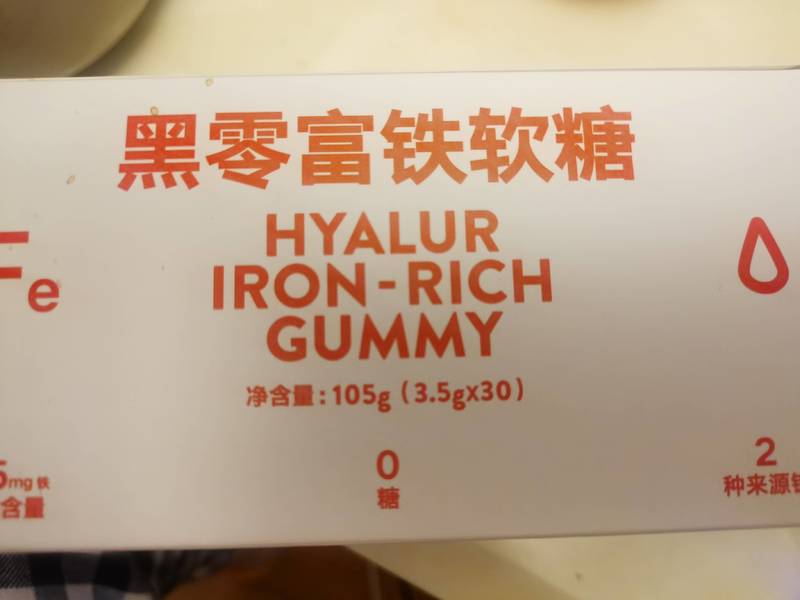 黑零富铁软糖
HYALUR
IRON-RICH
GUMMY
净含量:105g(3.5gX30)
Fe
mg 铁
含量
0
糖
2
种来源